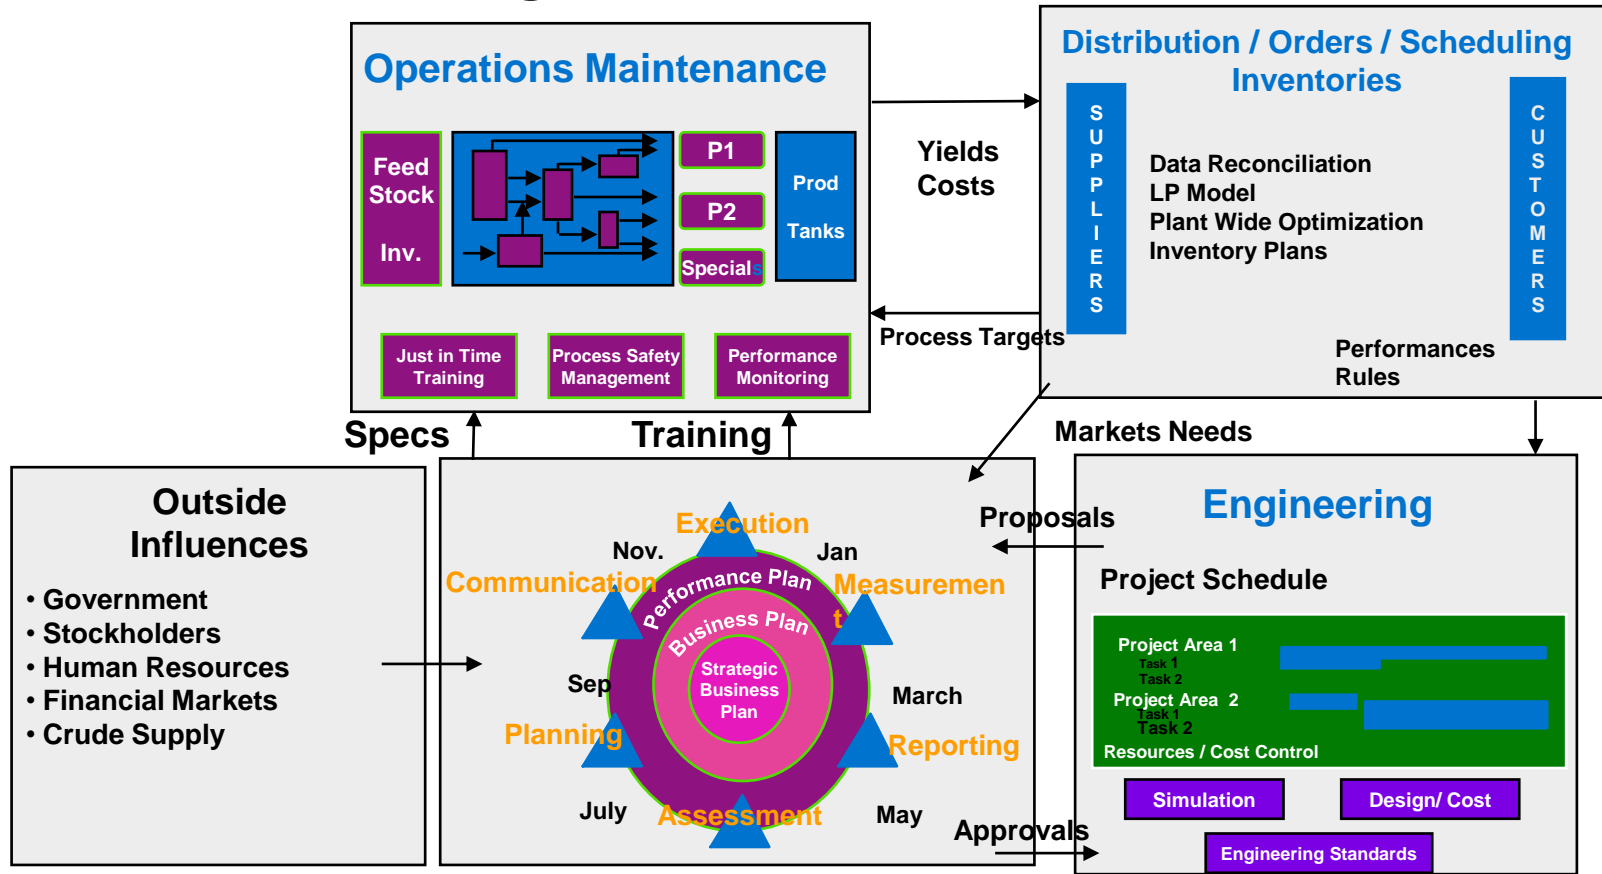 Operations Maintenance
Feed
Stock
Inv.
P1
P2
Specials
Prod
Tanks
Just in Time
Training
Process Safety
Management
Performance
Monitoring
Yields
Costs
Process Targets
Distribution / Orders / Scheduling
Inventories
SUPPLIERS
Data Reconciliation
LP Model
Plant Wide Optimization
Inventory Plans
CUSTOMERS
Performances
Rules
Specs
Training
Markets Needs
Outside
Influences
• Government
• Stockholders
• Human Resources
• Financial Markets
• Crude Supply
Execution
Nov.
Jan
Communication
Measuremen
t
Performance Plan
Business Plan
Strategic
Business
Plan
Sep
March
Planning
Reporting
July
Assessment
May
Proposals
Approvals
Engineering
Project Schedule
Project Area 1
Task 1
Task 2
Project Area 2
Task 1
Task 2
Resources / Cost Control
Simulation
Design/ Cost
Engineering Standards